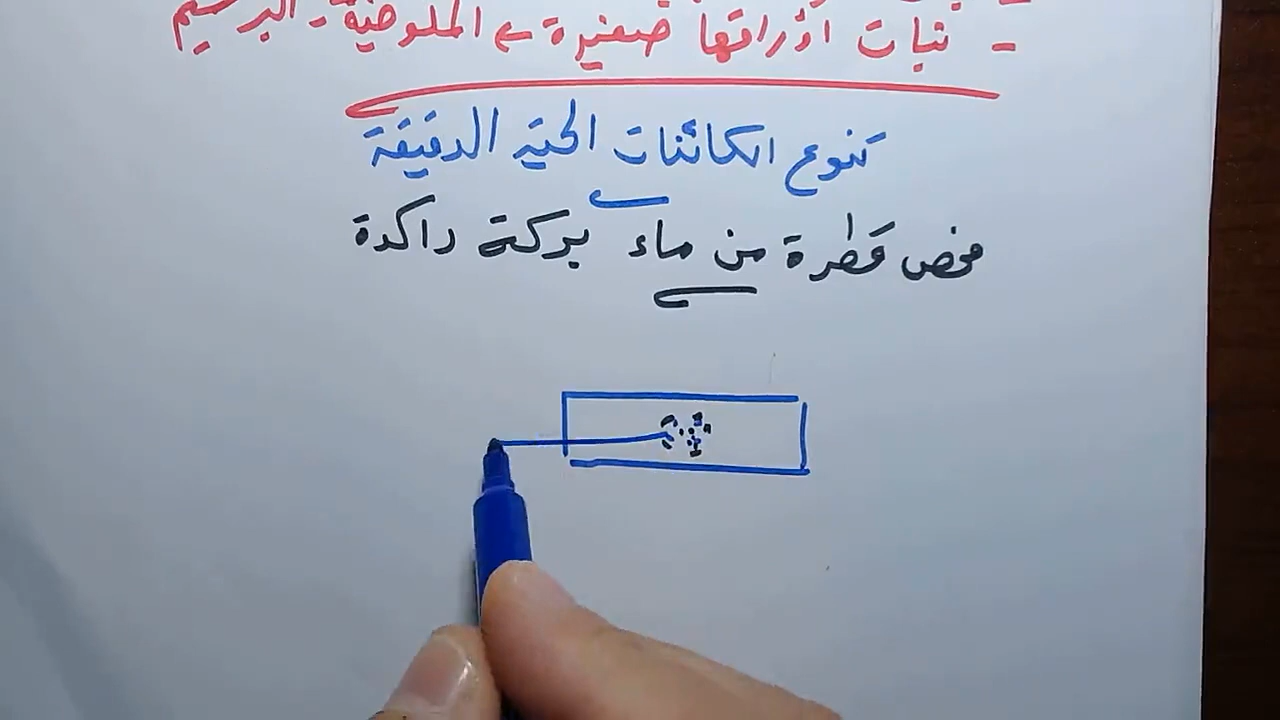 - نبات أوراقها صغيرة ← الملوخية - البرسيم
تنوع الكائنات الحية الدقيقة
فحص قطرة من ماء بركة راكدة